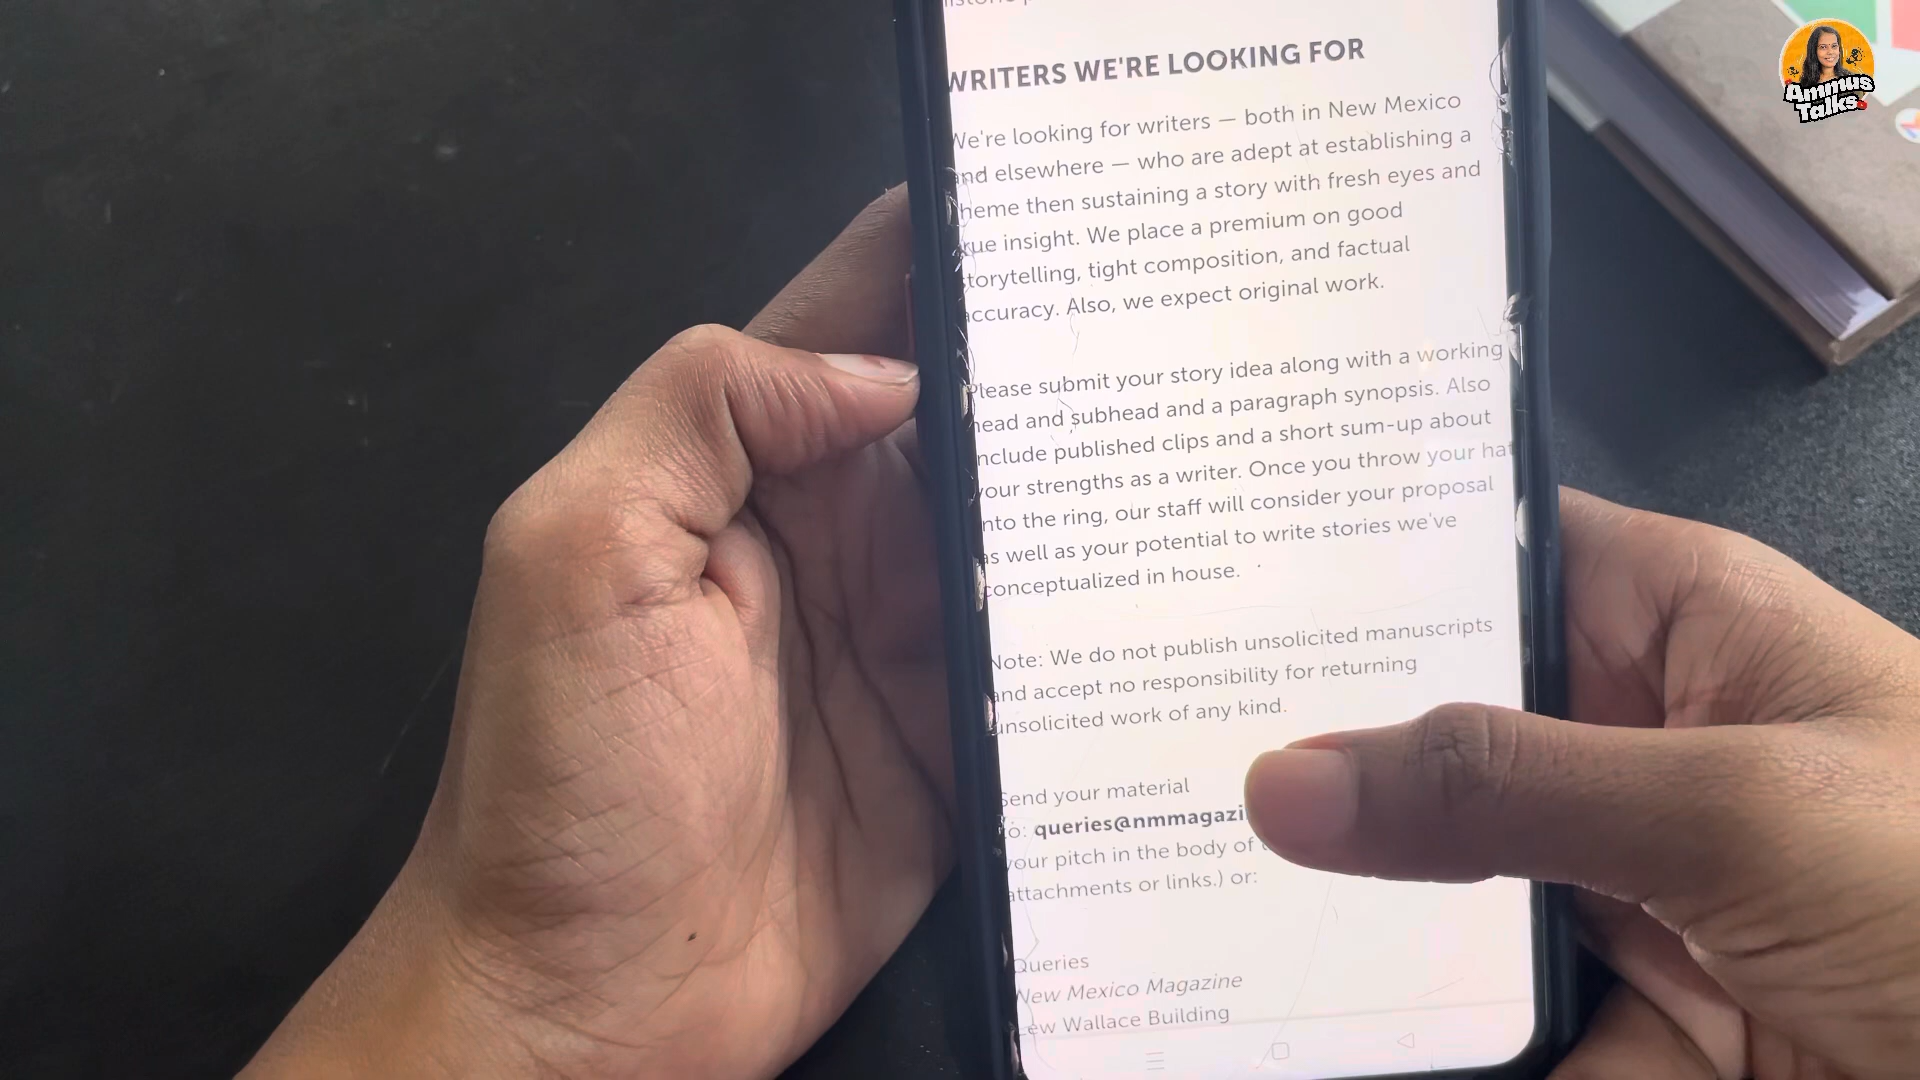 WRITERS WE'RE LOOKING FOR
We're looking for writers — both in New Mexico
and elsewhere — who are adept at establishing a
theme then sustaining a story with fresh eyes and
true insight. We place a premium on good
storytelling, tight composition, and factual
accuracy. Also, we expect original work.
Please submit your story idea along with a working
head and subhead and a paragraph synopsis. Also
include published clips and a short sum-up about
your strengths as a writer. Once you throw your hat
into the ring, our staff will consider your proposal
as well as your potential to write stories we've
conceptualized in house.
Note: We do not publish unsolicited manuscripts
and accept no responsibility for returning
unsolicited work of any kind.
Send your material
to: queries@nmmagazi
your pitch in the body of
attachments or links.) or:
Queries
New Mexico Magazine
Lew Wallace Building
Ammus
Talks